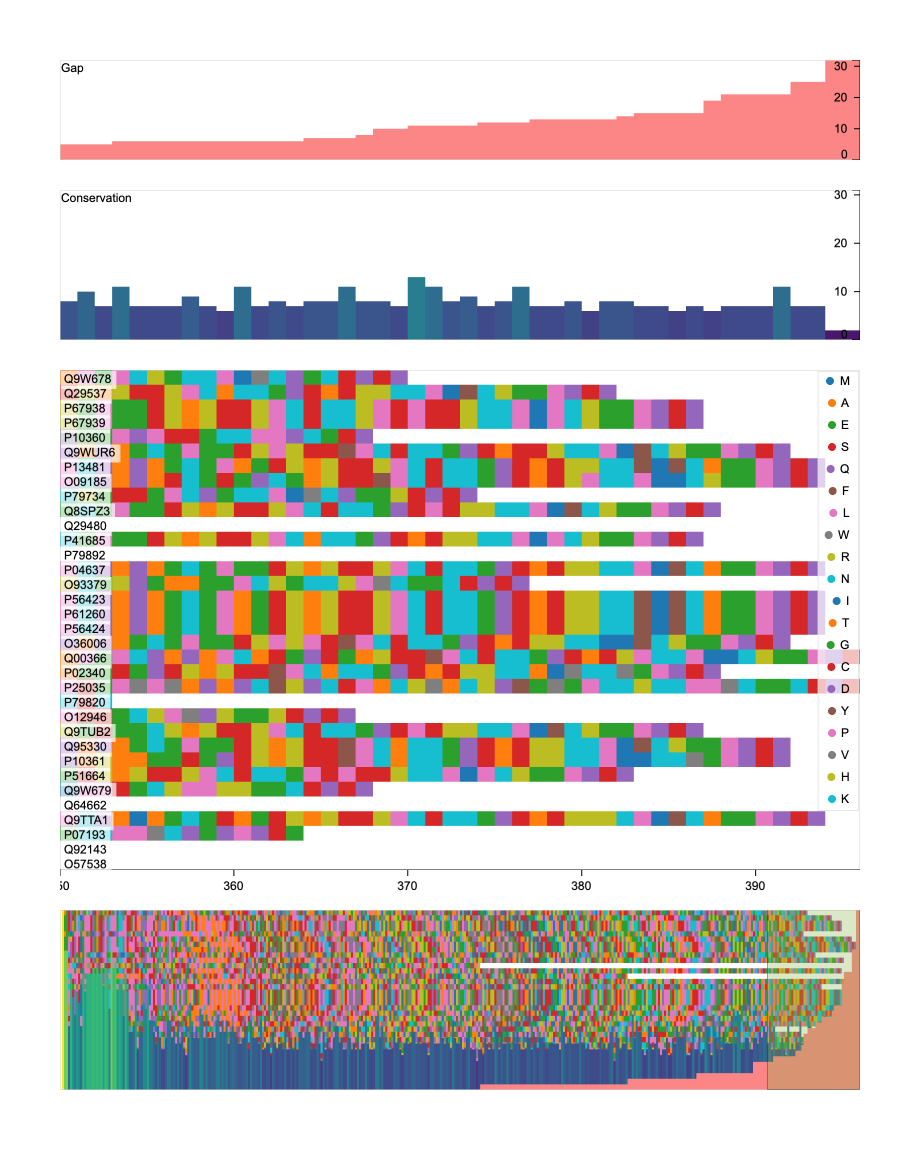 Gap
30
20
10
0
Conservation
30
20
10
0
Q9W678
Q29537
P67938
P67939
P10360
Q9WUR6
P13481
O09185
P79734
Q8SPZ3
Q29480
P41685
P79892
P04637
O93379
P56423
P61260
P56424
O36006
Q00366
P02340
P25035
P79820
O12946
Q9TUB2
Q95330
P10361
P51664
Q9W679
Q64662
Q9TTA1
P07193
Q92143
O57538
M
A
E
S
Q
F
L
W
R
N
I
T
G
C
D
Y
P
V
H
K
50 360 370 380 390